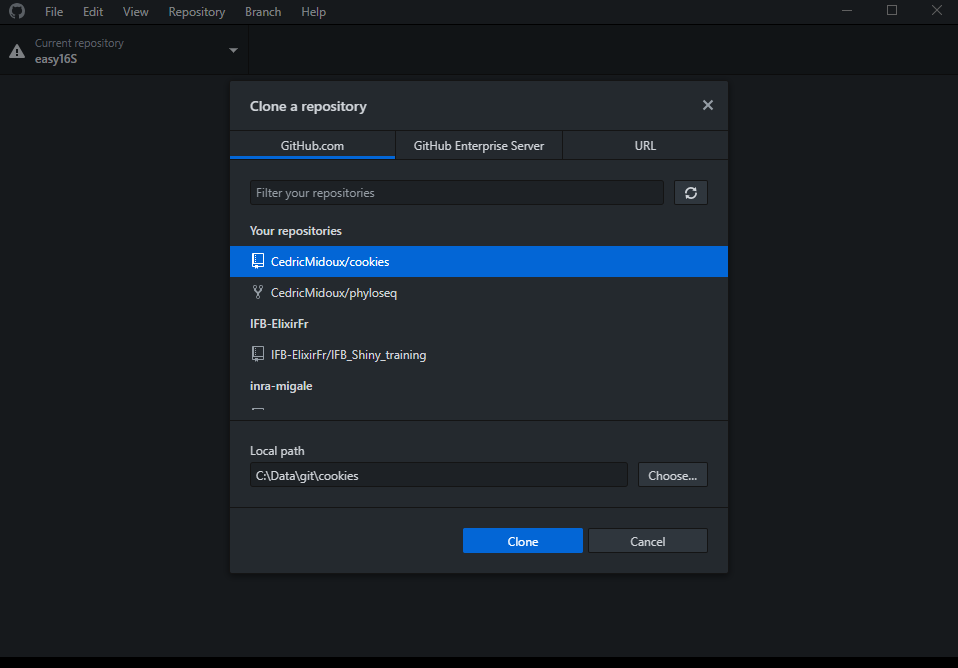 File Edit View Repository Branch Help
Current repository
easy16S
Clone a repository
GitHub.com GitHub Enterprise Server URL
Filter your repositories
Your repositories
CedricMidoux/cookies
CedricMidoux/phyloseq
IFB-ElixirFr
IFB-ElixirFr/IFB_Shiny_training
inra-migale
Local path
C:\Data\git\cookies Choose...
Clone Cancel